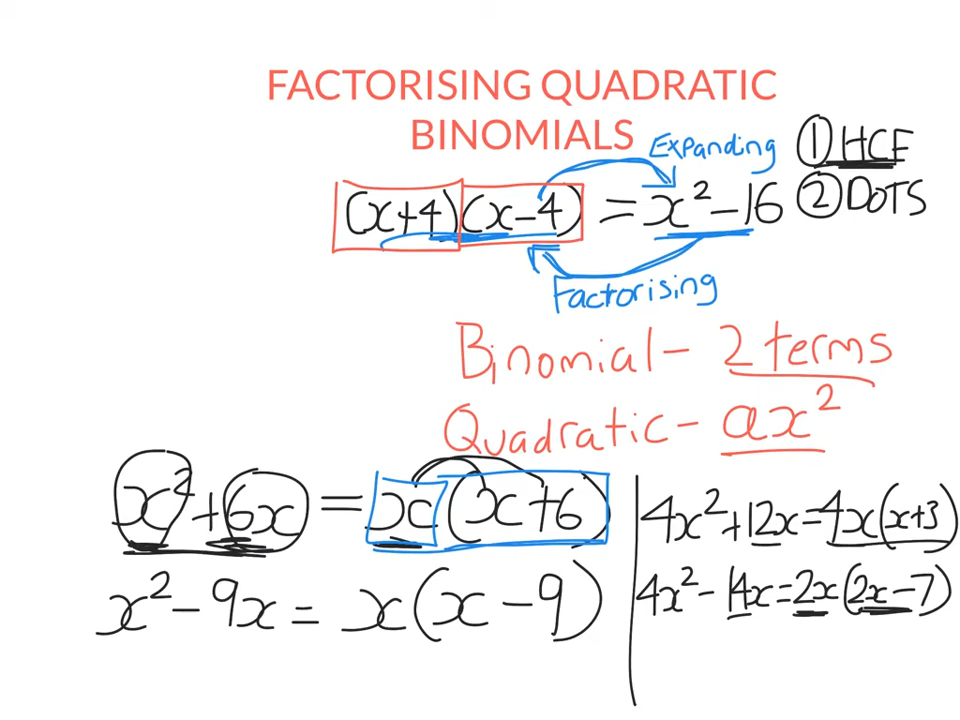 FACTORISING QUADRATIC
BINOMIALS
Expanding
① HCF
(x+4)(x-4) = x² - 16
② DOTS
Factorising
Binomial - 2 terms
Quadratic - ax²
x² + 6x = x(x+6)
x² - 9x = x(x - 9)
4x² + 12x = 4x(x+3)
4x² - 14x = 2x(2x - 7)